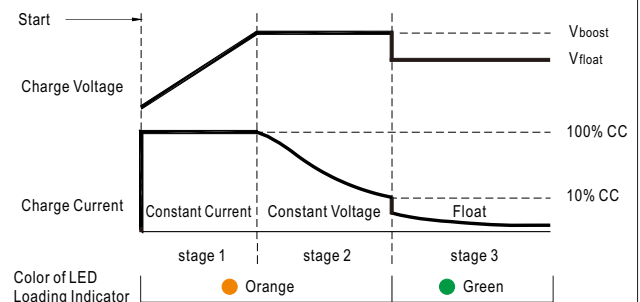 Start
Vboost
Vfloat
Charge Voltage
100% CC
10% CC
Charge Current
Constant Current
Constant Voltage
Float
stage 1
stage 2
stage 3
Color of LED
Loading Indicator
Orange
Green